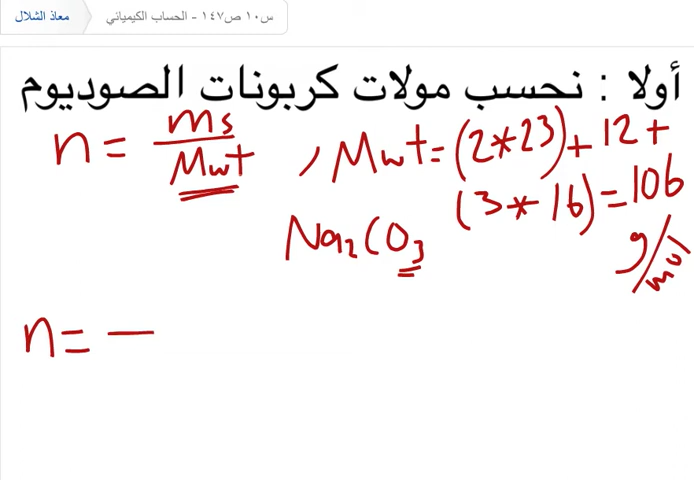 س١٠ ص١٤٧ - الحساب الكيميائي معاذ الشلال
أولا : نحسب مولات كربونات الصوديوم
n = ms / Mwt , Mwt = (2*23) + 12 +
(3*16) = 106
g/mol
Na₂CO₃
n = —